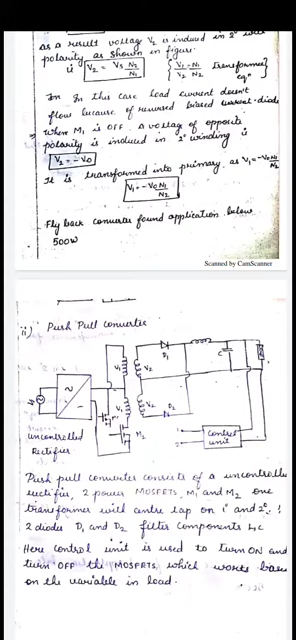 as a result voltage V2 is induced in 2°
polarity as shown in figure.
V2 = VS N2/N1 { V1/V2 = N1/N2 transformer eqn }
In this case load current doesn't
flow because of reversed biased diode
when M1 is OFF. A voltage of opposite
polarity is induced in 2° winding is
V2 = -VO
It is transformed into primary as V1 = -VO N1/N2
V1 = -VO N1/N2
Fly back converter found application below
500W
Scanned by CamScanner
ii) Push Pull Converter
D1
V1 V2 C
V1 V2 D2
M2
control unit
uncontrolled
Rectifier
Push pull converter consists of a uncontrolle
rectifier, 2 power MOSFETS, M1 and M2 one
transformer with centre tap on 1° and 2°,
2 diodes D1 and D2 filter components L,C
Here control unit is used to turn ON and
turn OFF the MOSFETS which works base
on the variable in load.